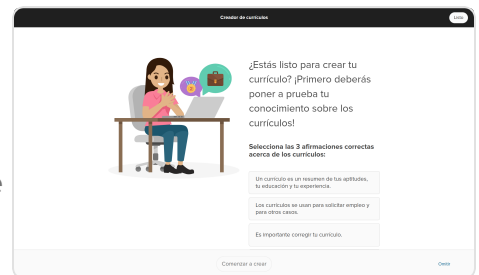 Creador de currículos
Listo
¿Estás listo para crear tu
currículo? ¡Primero deberás
poner a prueba tu
conocimiento sobre los
currículos!
Selecciona las 3 afirmaciones correctas
acerca de los currículos:
Un currículo es un resumen de tus aptitudes,
tu educación y tu experiencia.
Los currículos se usan para solicitar empleo y
para otros casos.
Es importante corregir tu currículo.
Comenzar a crear